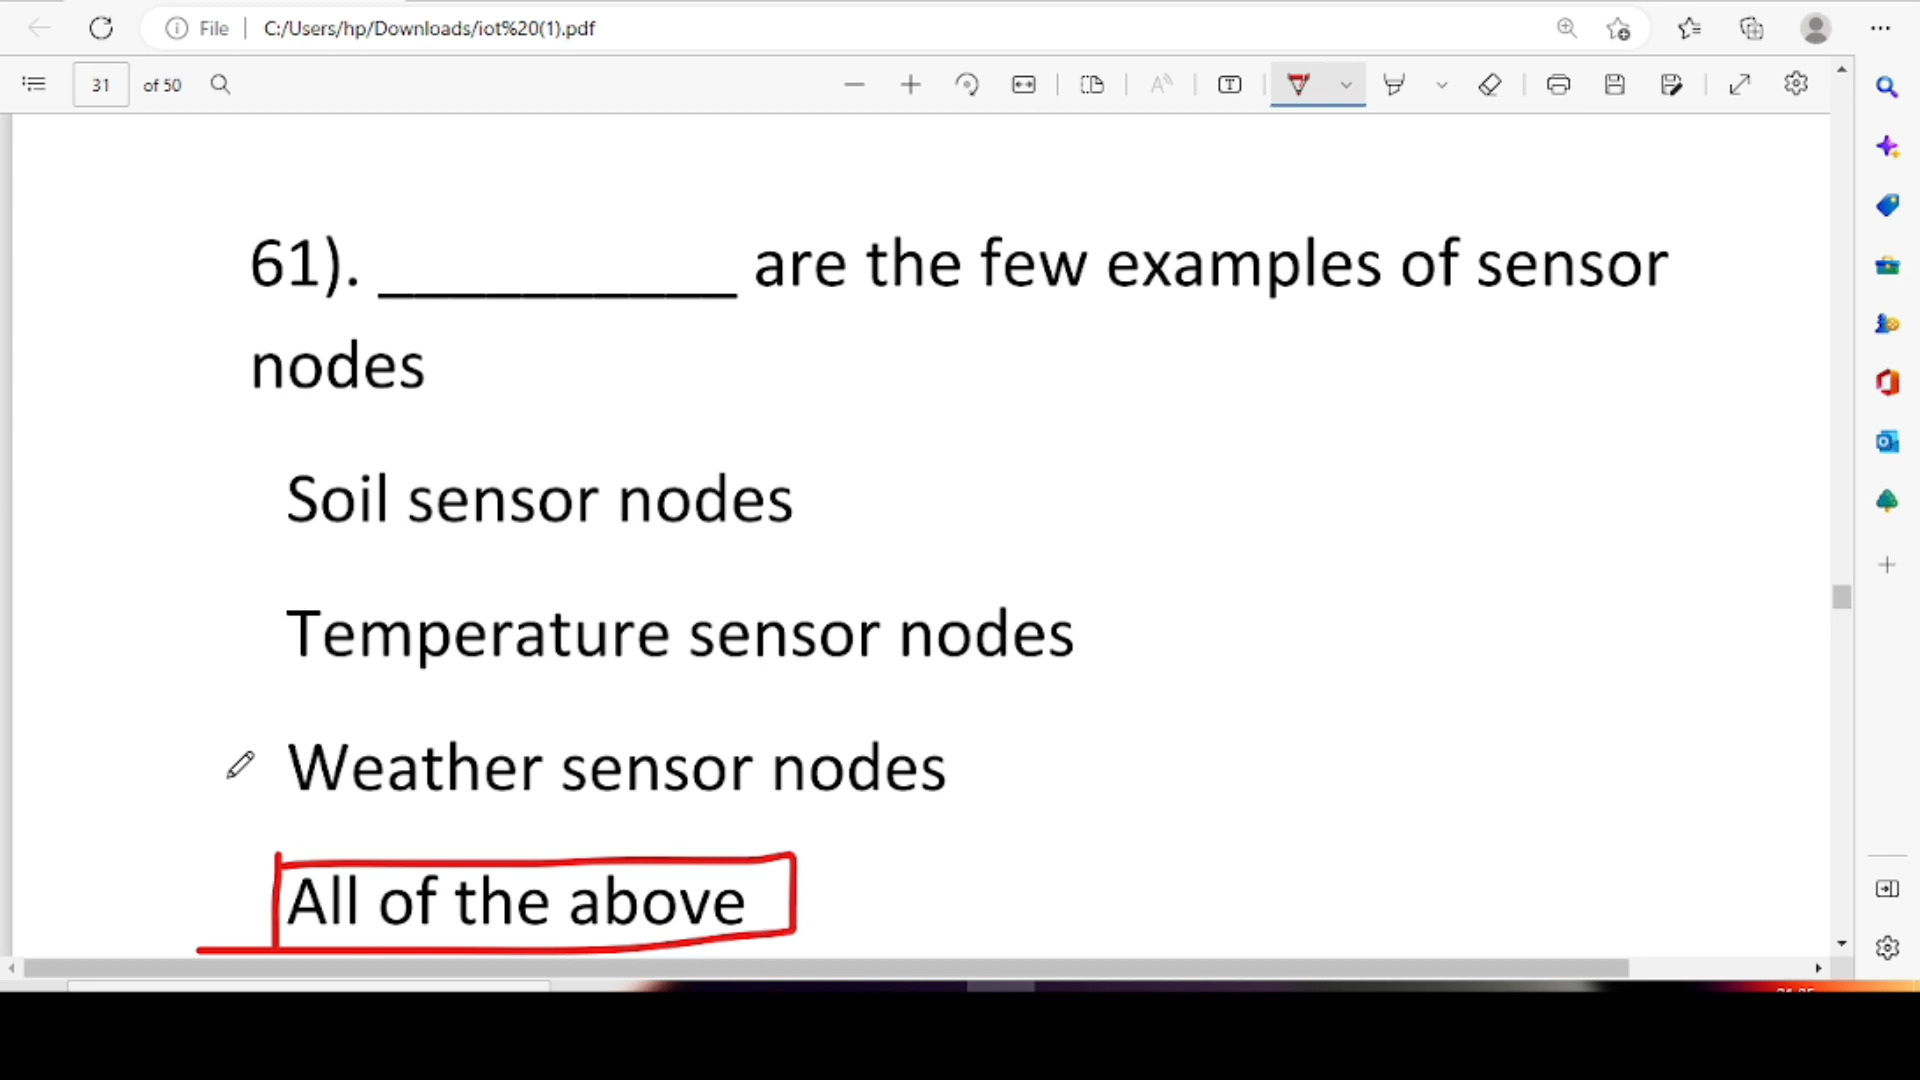 File
C:/Users/hp/Downloads/iot%20(1).pdf
31 of 50
61). __________ are the few examples of sensor
nodes
Soil sensor nodes
Temperature sensor nodes
Weather sensor nodes
All of the above